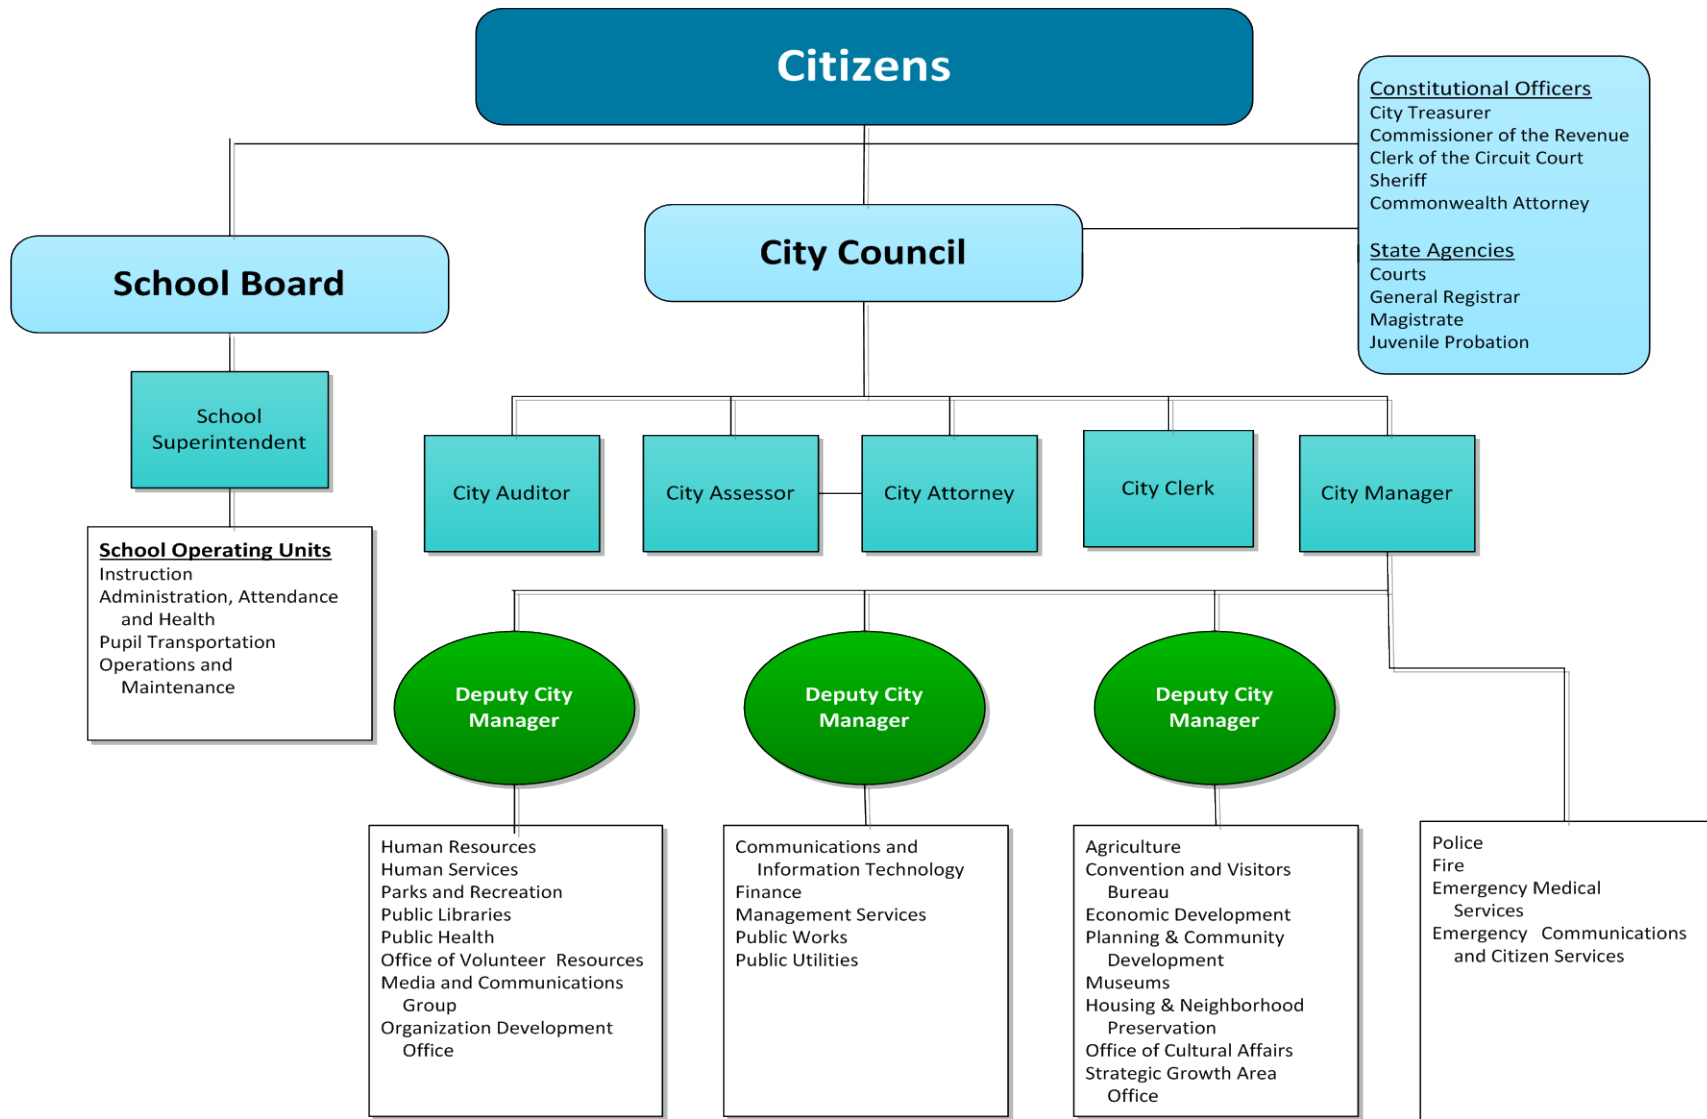 Citizens
Constitutional Officers
City Treasurer
Commissioner of the Revenue
Clerk of the Circuit Court
Sheriff
Commonwealth Attorney
State Agencies
Courts
General Registrar
Magistrate
Juvenile Probation
School Board
City Council
School
Superintendent
City Auditor
City Assessor
City Attorney
City Clerk
City Manager
School Operating Units
Instruction
Administration, Attendance
and Health
Pupil Transportation
Operations and
Maintenance
Deputy City
Manager
Deputy City
Manager
Deputy City
Manager
Human Resources
Human Services
Parks and Recreation
Public Libraries
Public Health
Office of Volunteer Resources
Media and Communications
Group
Organization Development
Office
Communications and
Information Technology
Finance
Management Services
Public Works
Public Utilities
Agriculture
Convention and Visitors
Bureau
Economic Development
Planning & Community
Development
Museums
Housing & Neighborhood
Preservation
Office of Cultural Affairs
Strategic Growth Area
Office
Police
Fire
Emergency Medical
Services
Emergency Communications
and Citizen Services